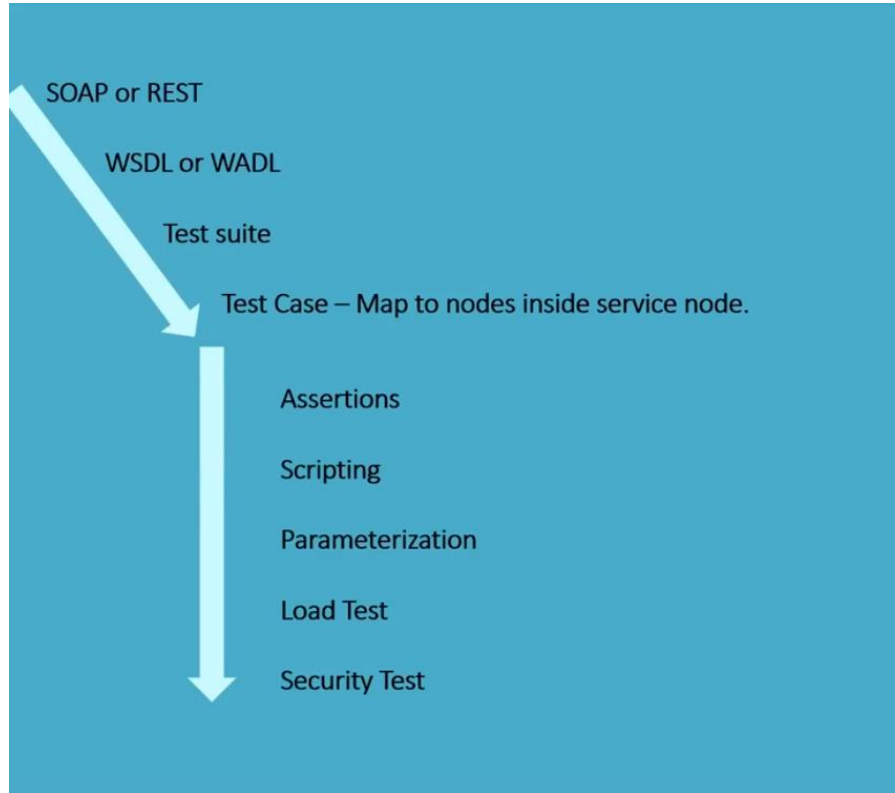 SOAP or REST
WSDL or WADL
Test suite
Test Case – Map to nodes inside service node.
Assertions
Scripting
Parameterization
Load Test
Security Test